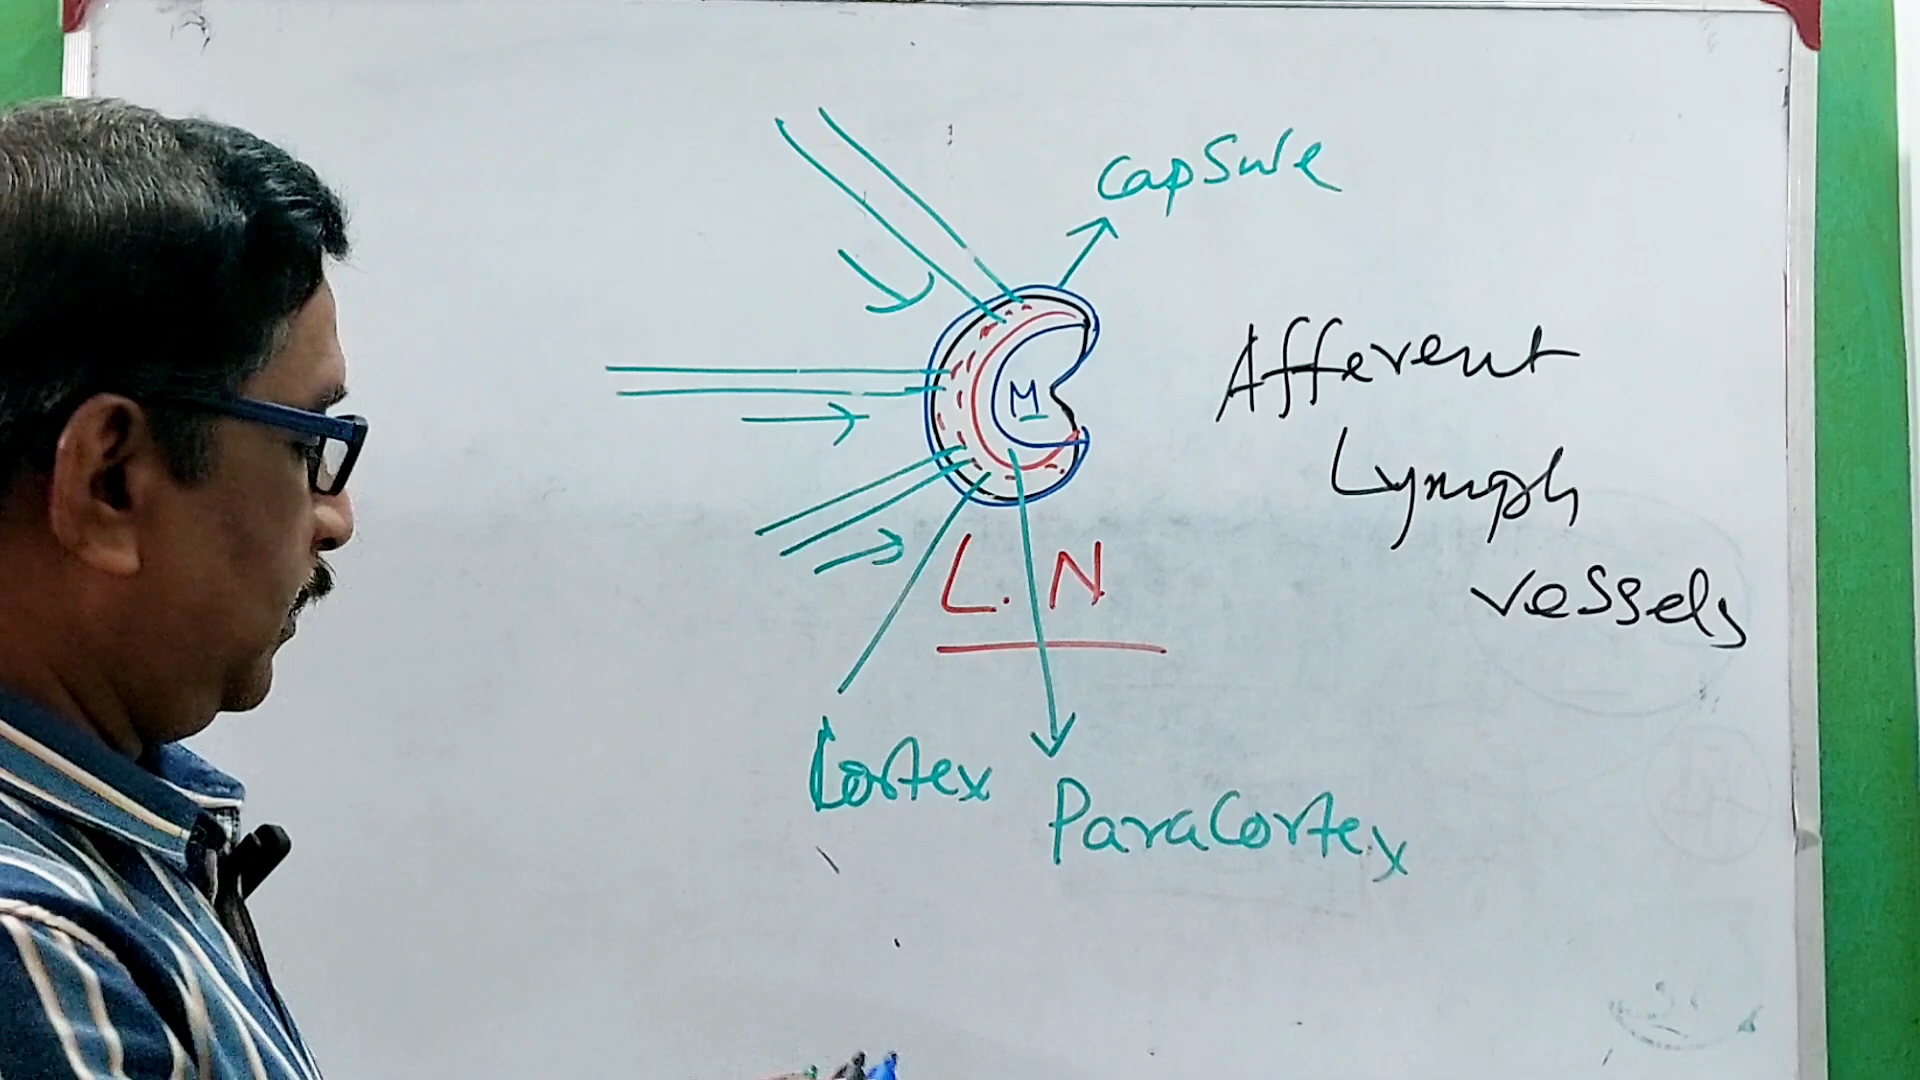 Capsule
M
Afferent
Lymph
vessels
L. N
Cortex
ParaCortex